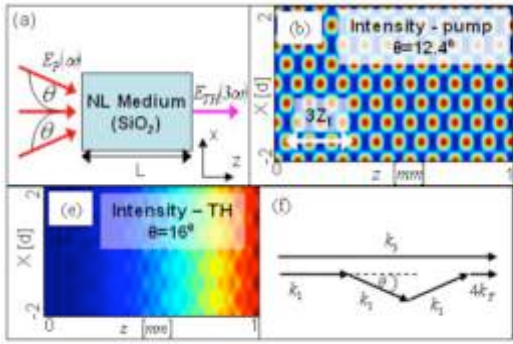 (a)
E_P(ω)
θ
θ
NL Medium
(SiO₂)
E_TH(3ω)
L
x
z
(b)
Intensity - pump
θ=12.4°
X [d]
2
-2
3Z_T
z [mm]
1
(e)
Intensity – TH
θ=16°
X [d]
2
-2
0
z [mm]
1
(f)
k₃
k₁
θ
k₁
k₁
4k_T